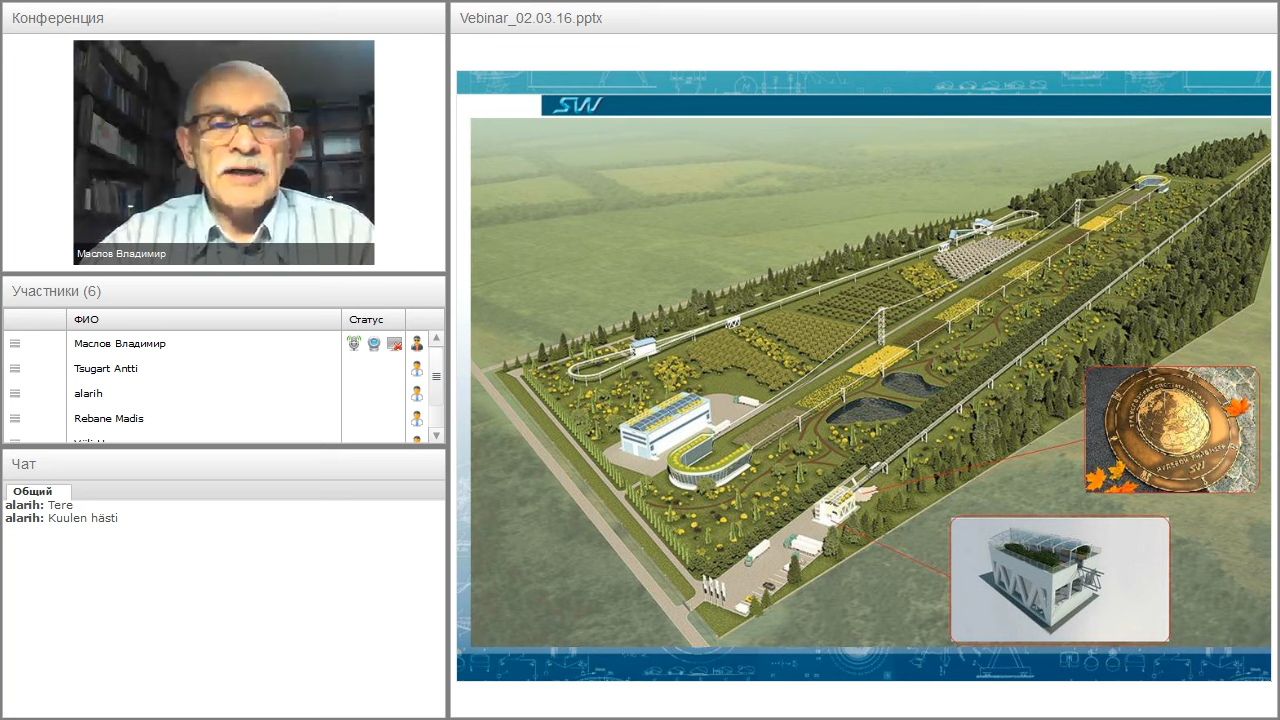 Конференция
Маслов Владимир
Участники (6)
ФИО
Статус
Маслов Владимир
Tsugart Antti
alarih
Rebane Madis
Чат
Общий
alarih: Tere
alarih: Kuulen hästi
Vebinar_02.03.16.pptx
SW
SW